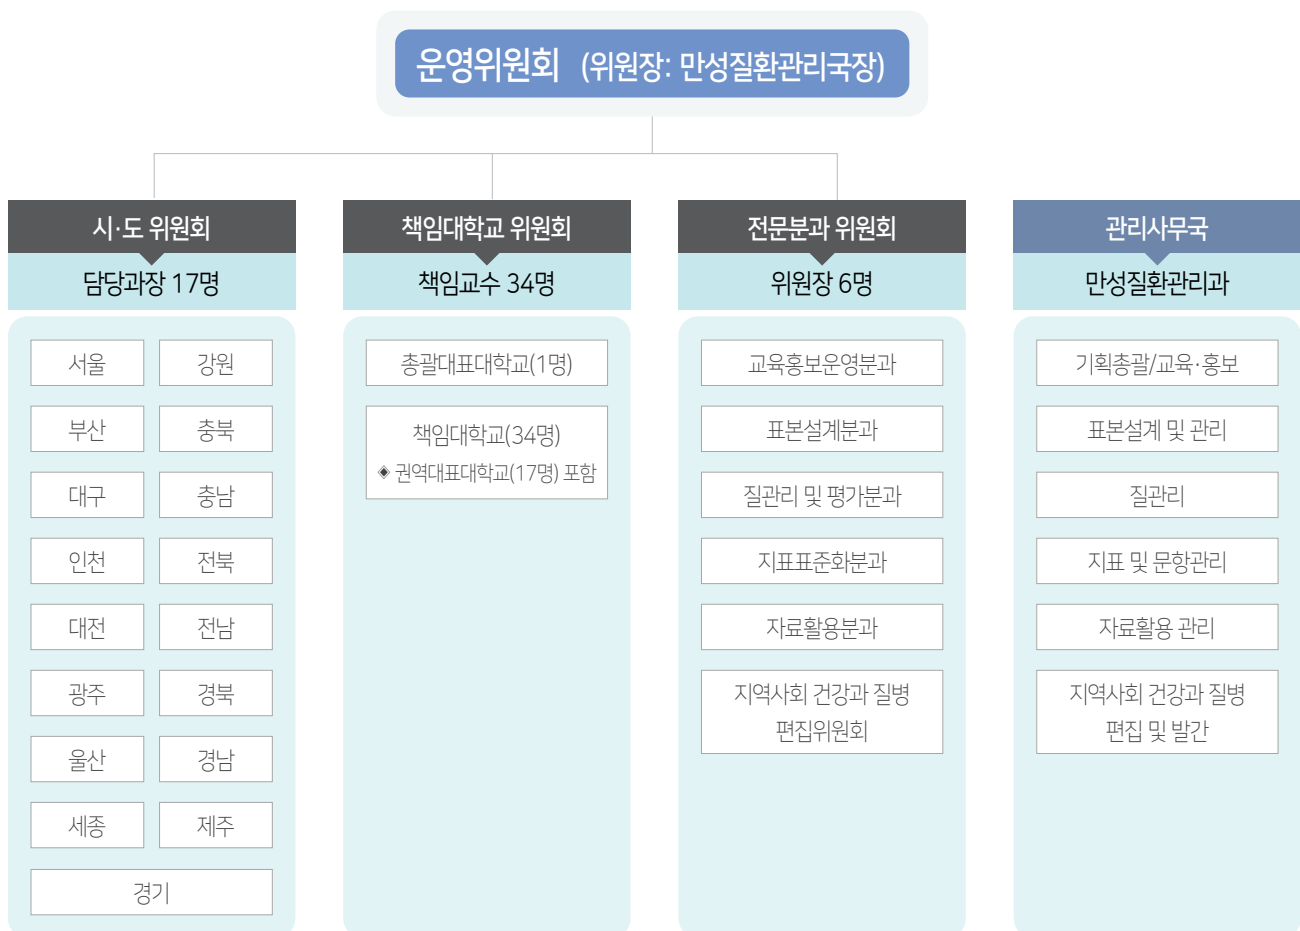 운영위원회 (위원장: 만성질환관리국장)
시·도 위원회
담당과장 17명
서울
강원
부산
충북
대구
충남
인천
전북
대전
전남
광주
경북
울산
경남
세종
제주
경기
책임대학교 위원회
책임교수 34명
총괄대표대학교(1명)
책임대학교(34명)
◈ 권역대표대학교(17명) 포함
전문분과 위원회
위원장 6명
교육홍보운영분과
표본설계분과
질관리 및 평가분과
지표표준화분과
자료활용분과
지역사회 건강과 질병
편집위원회
관리사무국
만성질환관리과
기획총괄/교육·홍보
표본설계 및 관리
질관리
지표 및 문항관리
자료활용 관리
지역사회 건강과 질병
편집 및 발간